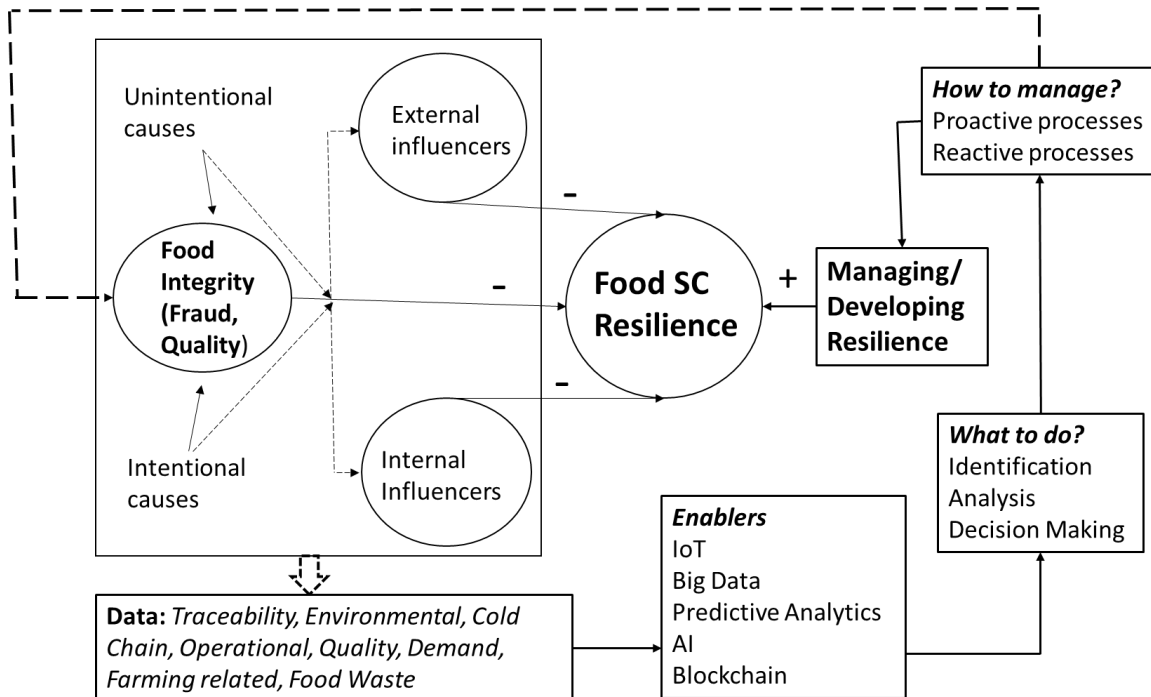 Unintentional
causes
External
influencers
How to manage?
Proactive processes
Reactive processes
-
Food
Integrity
(Fraud,
Quality)
-
Food SC
Resilience
+
Managing/
Developing
Resilience
-
Intentional
causes
Internal
Influencers
What to do?
Identification
Analysis
Decision Making
Enablers
IoT
Big Data
Predictive Analytics
AI
Blockchain
Data: Traceability, Environmental, Cold
Chain, Operational, Quality, Demand,
Farming related, Food Waste